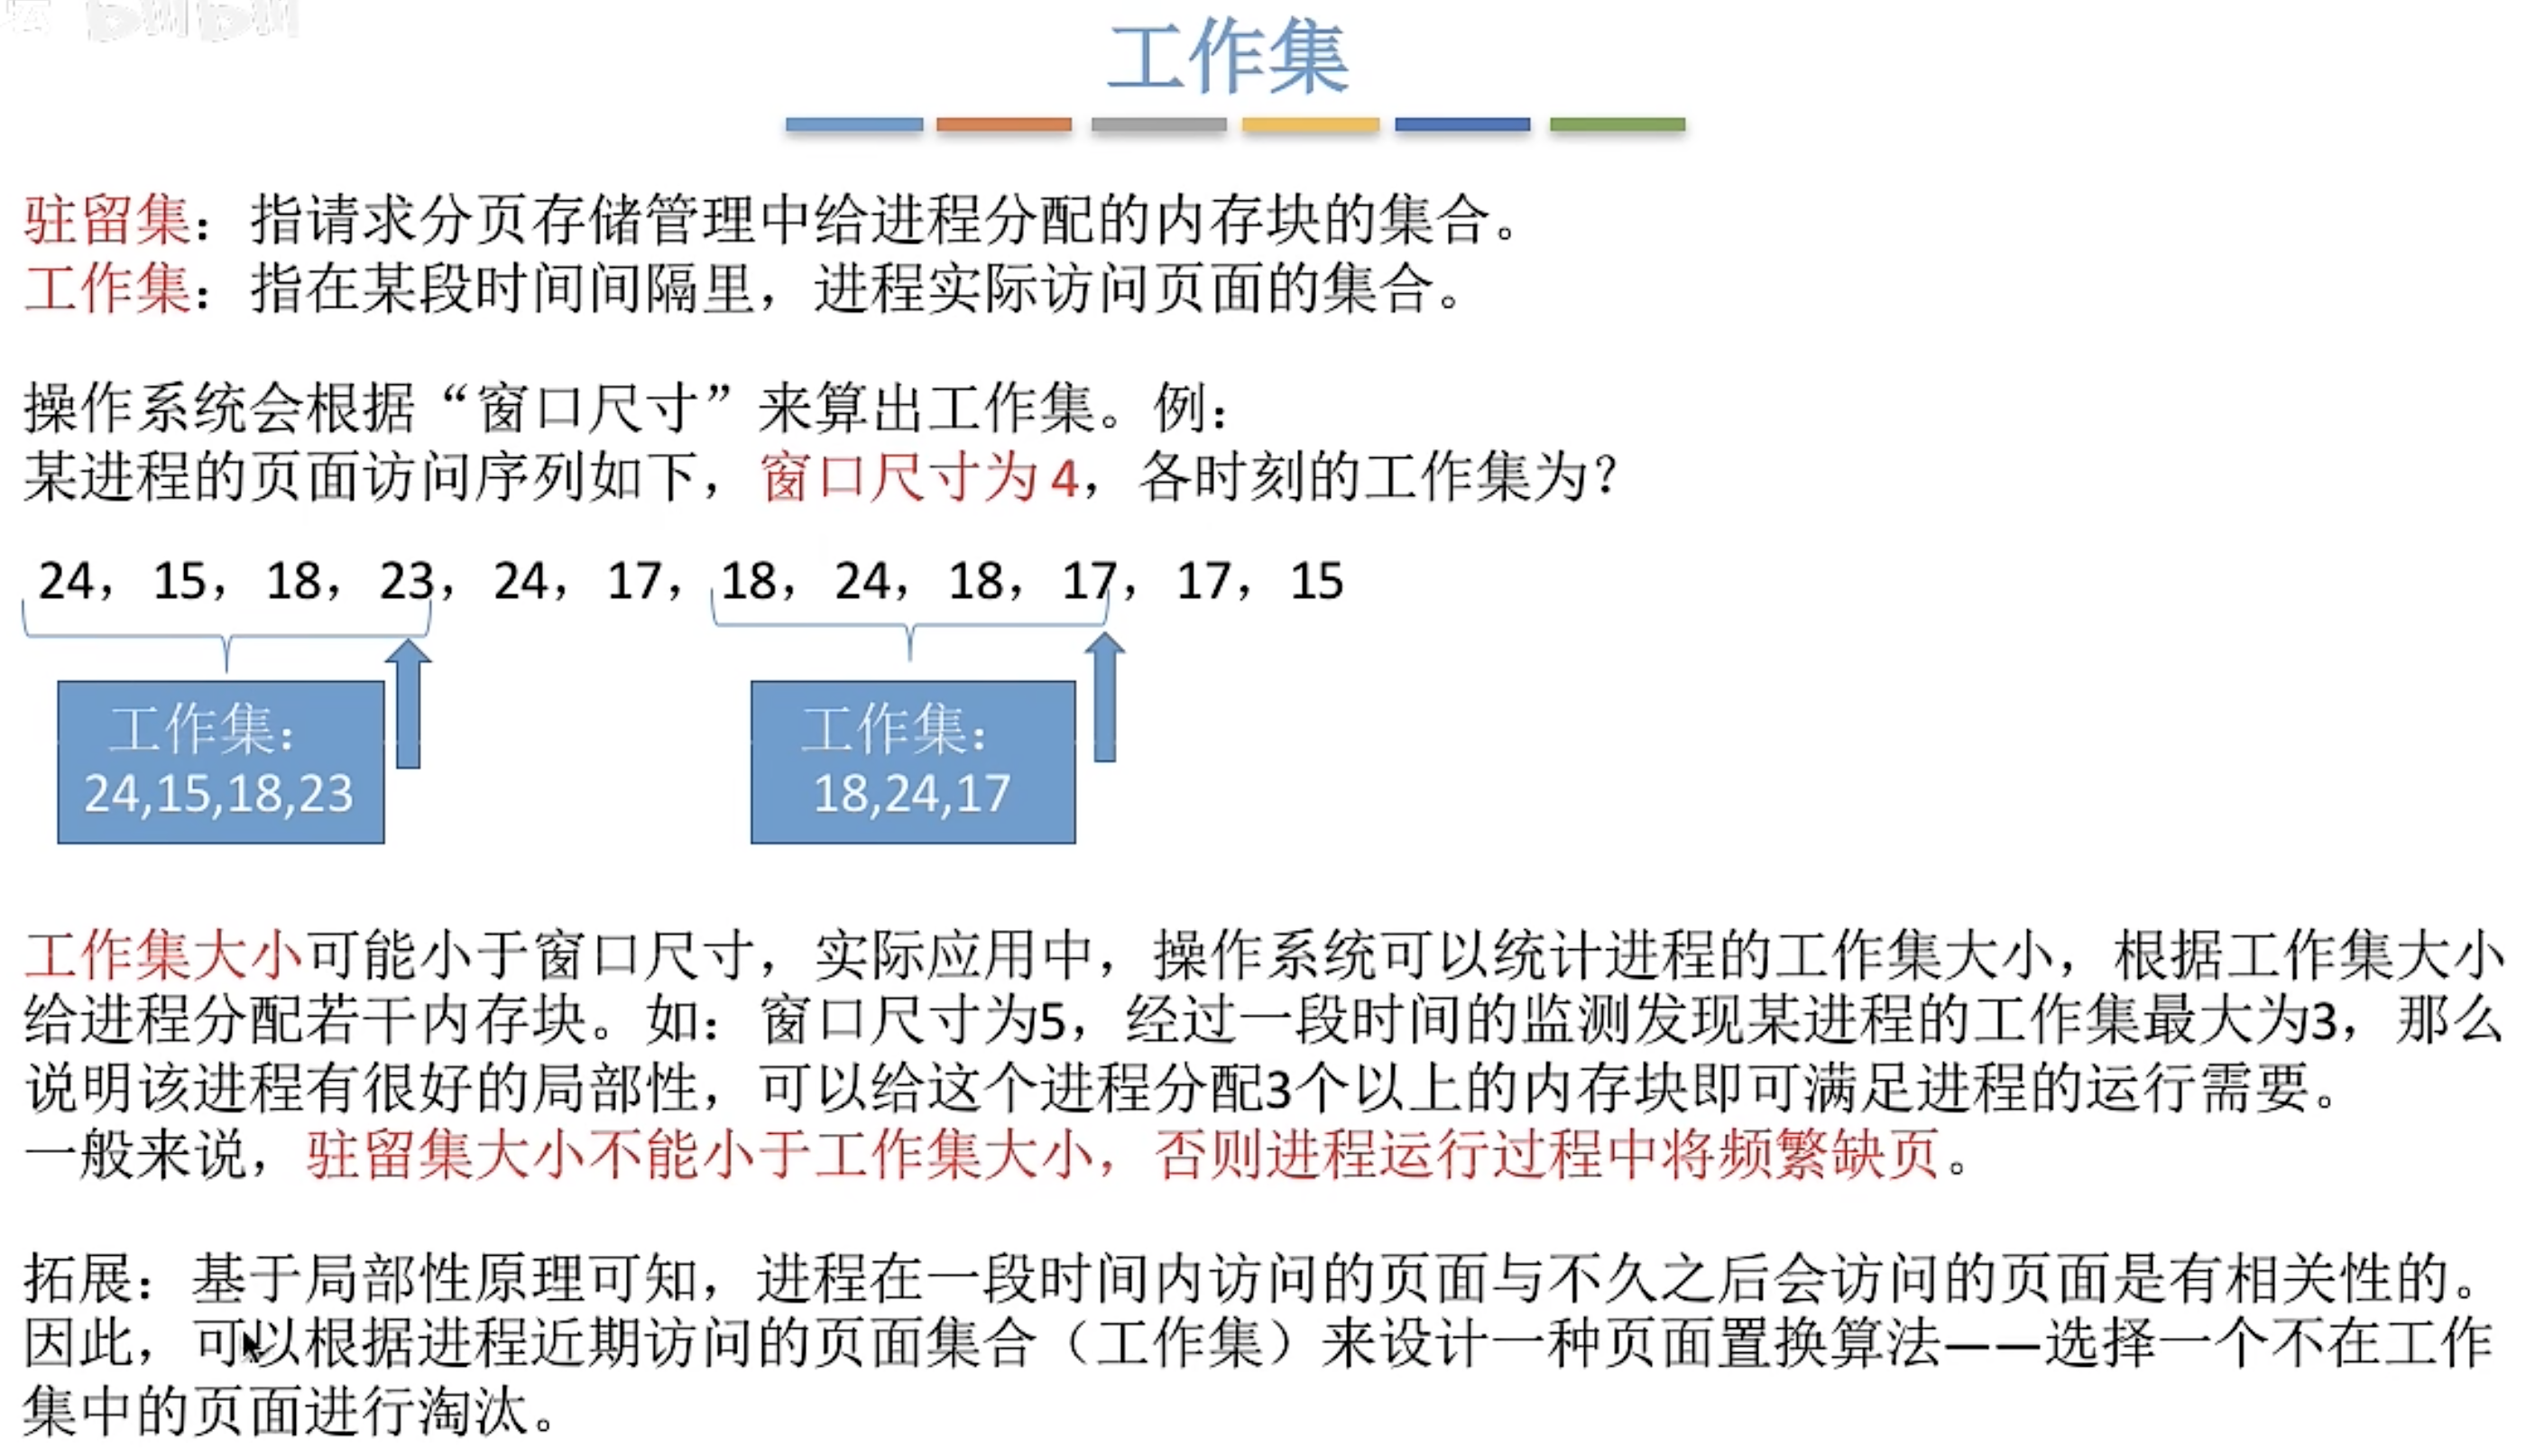 工作集
驻留集：指请求分页存储管理中给进程分配的内存块的集合。
工作集：指在某段时间间隔里，进程实际访问页面的集合。
操作系统会根据“窗口尺寸”来算出工作集。例：
某进程的页面访问序列如下，窗口尺寸为 4，各时刻的工作集为？
24，15，18，23，24，17，18，24，18，17，17，15
工作集：
24,15,18,23
工作集：
18,24,17
工作集大小可能小于窗口尺寸，实际应用中，操作系统可以统计进程的工作集大小，根据工作集大小
给进程分配若干内存块。如：窗口尺寸为5，经过一段时间的监测发现某进程的工作集最大为3，那么
说明该进程有很好的局部性，可以给这个进程分配3个以上的内存块即可满足进程的运行需要。
一般来说，驻留集大小不能小于工作集大小，否则进程运行过程中将频繁缺页。
拓展：基于局部性原理可知，进程在一段时间内访问的页面与不久之后会访问的页面是有相关性的。
因此，可以根据进程近期访问的页面集合（工作集）来设计一种页面置换算法——选择一个不在工作
集中的页面进行淘汰。